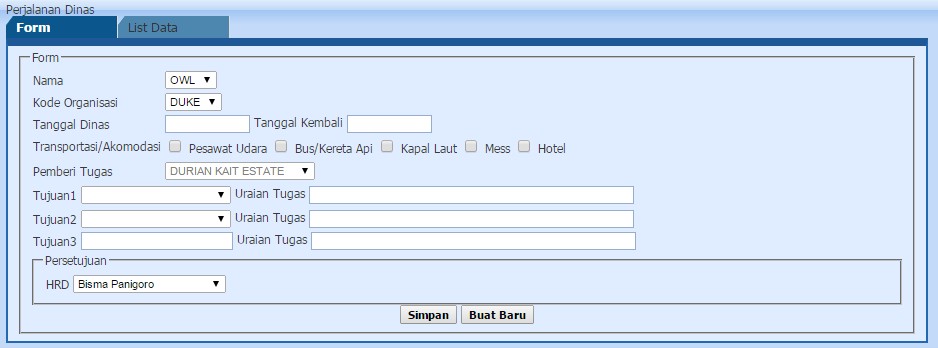 Perjalanan Dinas
Form List Data
Form
Nama OWL
Kode Organisasi DUKE
Tanggal Dinas Tanggal Kembali
Transportasi/Akomodasi Pesawat Udara Bus/Kereta Api Kapal Laut Mess Hotel
Pemberi Tugas DURIAN KAIT ESTATE
Tujuan1 Uraian Tugas
Tujuan2 Uraian Tugas
Tujuan3 Uraian Tugas
Persetujuan
HRD Bisma Panigoro
Simpan Buat Baru